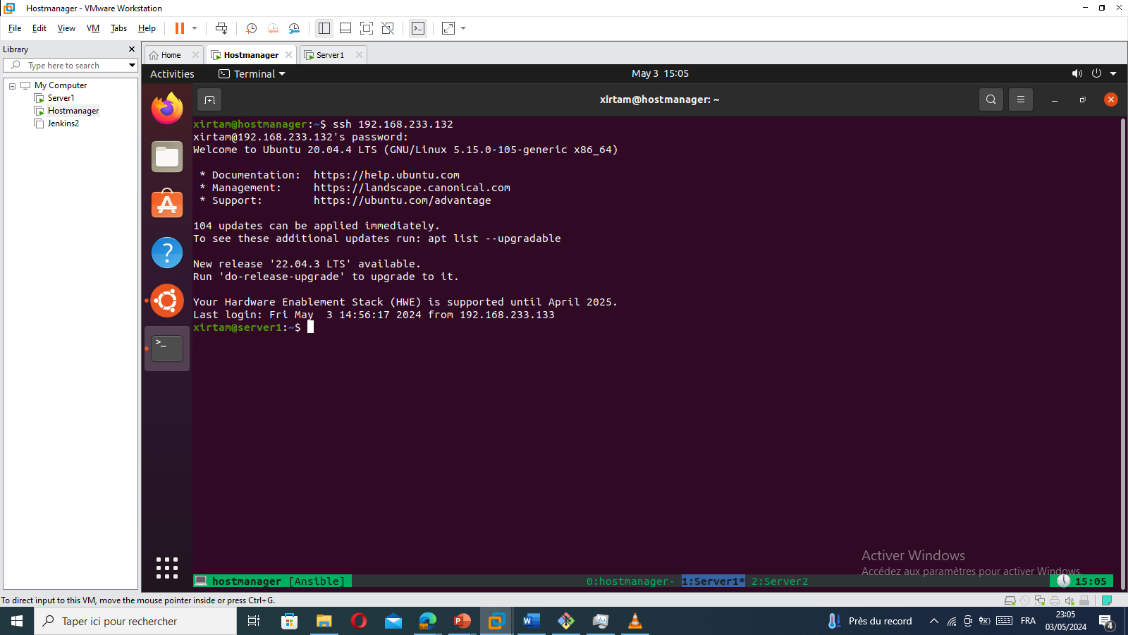 Hostmanager - VMware Workstation
File Edit View VM Tabs Help
Library
Type here to search
My Computer
Server1
Hostmanager
Jenkins2
Home Hostmanager Server1
Activities Terminal May 3 15:05
xirtam@hostmanager: ~
xirtam@hostmanager:~$ ssh 192.168.233.132
xirtam@192.168.233.132's password:
Welcome to Ubuntu 20.04.4 LTS (GNU/Linux 5.15.0-105-generic x86_64)
* Documentation: https://help.ubuntu.com
* Management: https://landscape.canonical.com
* Support: https://ubuntu.com/advantage
104 updates can be applied immediately.
To see these additional updates run: apt list --upgradable
New release '22.04.3 LTS' available.
Run 'do-release-upgrade' to upgrade to it.
Your Hardware Enablement Stack (HWE) is supported until April 2025.
Last login: Fri May 3 14:56:17 2024 from 192.168.233.133
xirtam@server1:~$
Activer Windows
Accédez aux paramètres pour activer Windows.
hostmanager [Ansible] 0:hostmanager- 1:Server1* 2:Server2 15:05
To direct input to this VM, move the mouse pointer inside or press Ctrl+G.
Taper ici pour rechercher
Près du record
FRA
23:05
03/05/2024
4